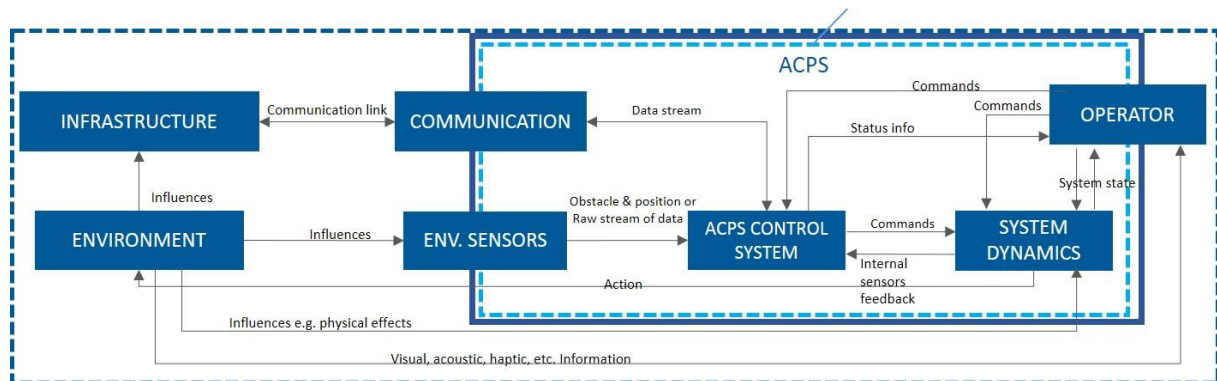 ACPS
Commands
Commands
INFRASTRUCTURE
Communication link
COMMUNICATION
Data stream
Status info
OPERATOR
Influences
System state
Obstacle & position or
Raw stream of data
ENVIRONMENT
Influences
ENV. SENSORS
ACPS CONTROL
SYSTEM
Commands
SYSTEM
DYNAMICS
Internal
sensors
feedback
Action
Influences e.g. physical effects
Visual, acoustic, haptic, etc. Information